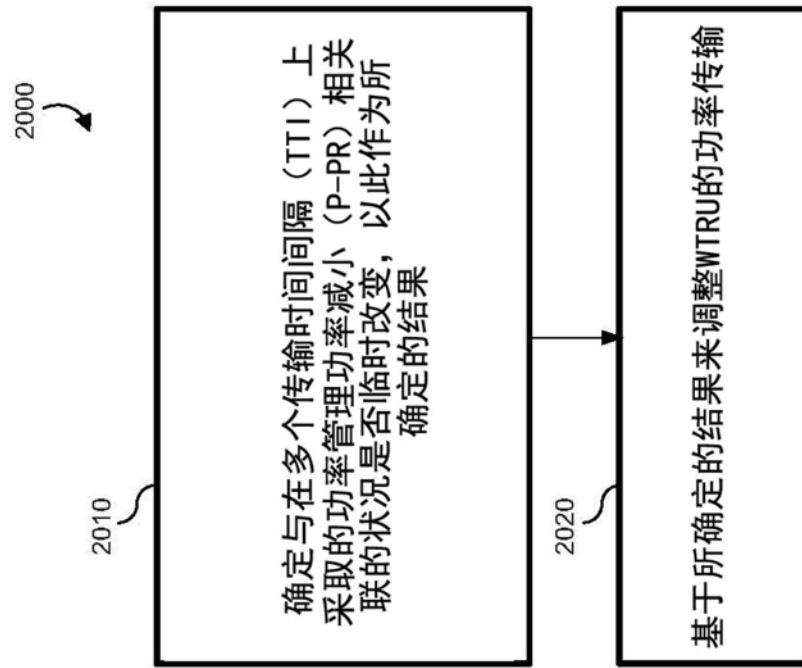 2000
2010
确定与在多个传输时间间隔（TTI）上
采取的功率管理功率减小（P-PR）相关
联的状况是否临时改变，以此作为所
确定的结果
2020
基于所确定的结果来调整WTRU的功率传输